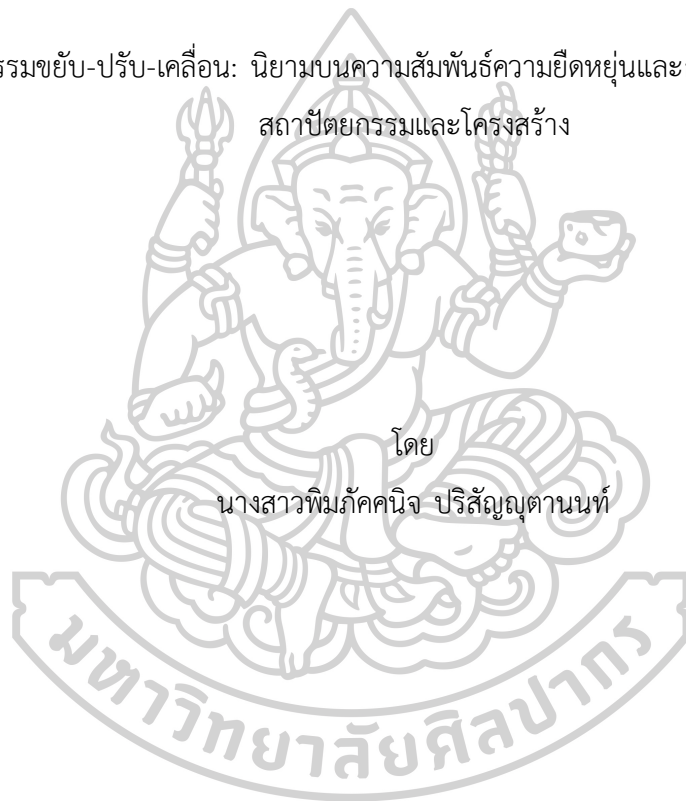 รรมขยับ-ปรับ-เคลื่อน: นิยามบนความสัมพันธ์ความยืดหยุ่นและ
สถาปัตยกรรมและโครงสร้าง
โดย
นางสาวพิมภัคคนิจ ปริสัญญุตานนท์
มหาวิทยาลัยศิลปากร